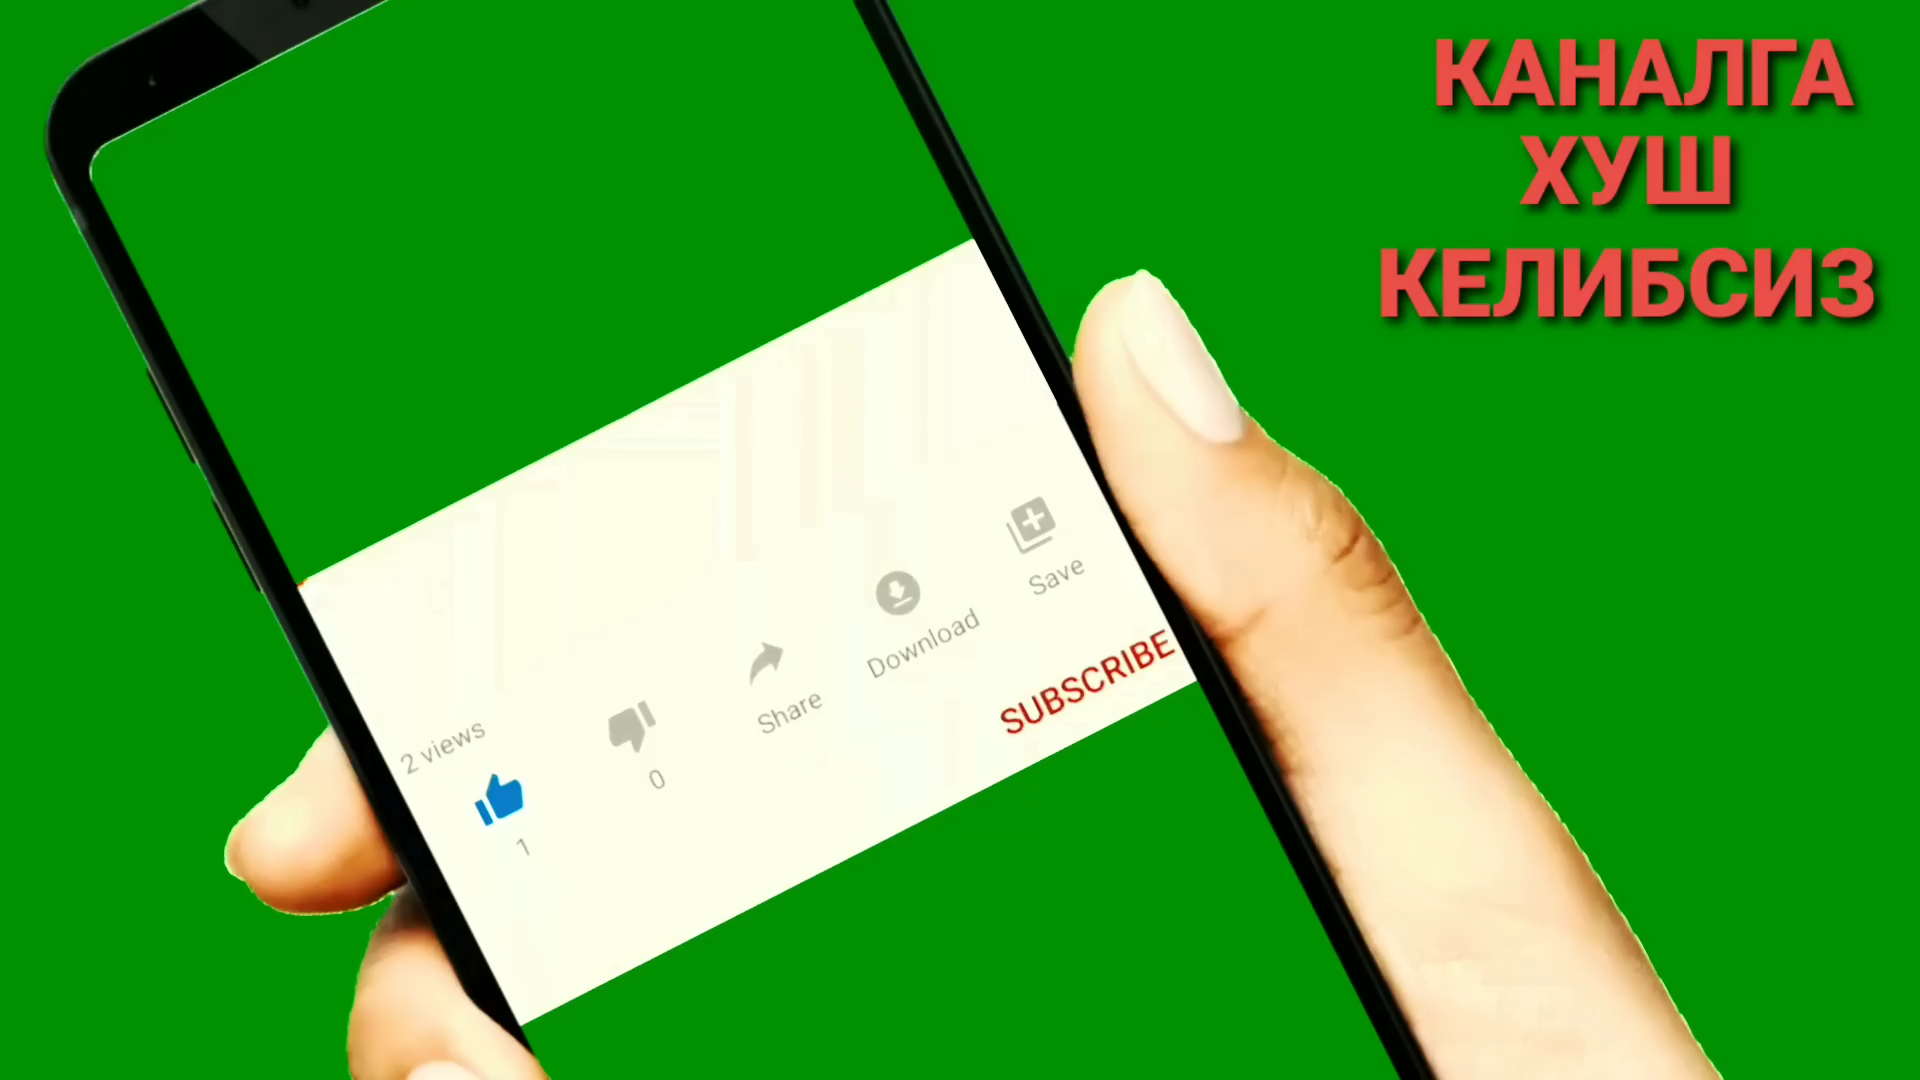 КАНАЛГА
ХУШ
КЕЛИБСИЗ
Save
Download
Share
SUBSCRIBE
2 views
0
1